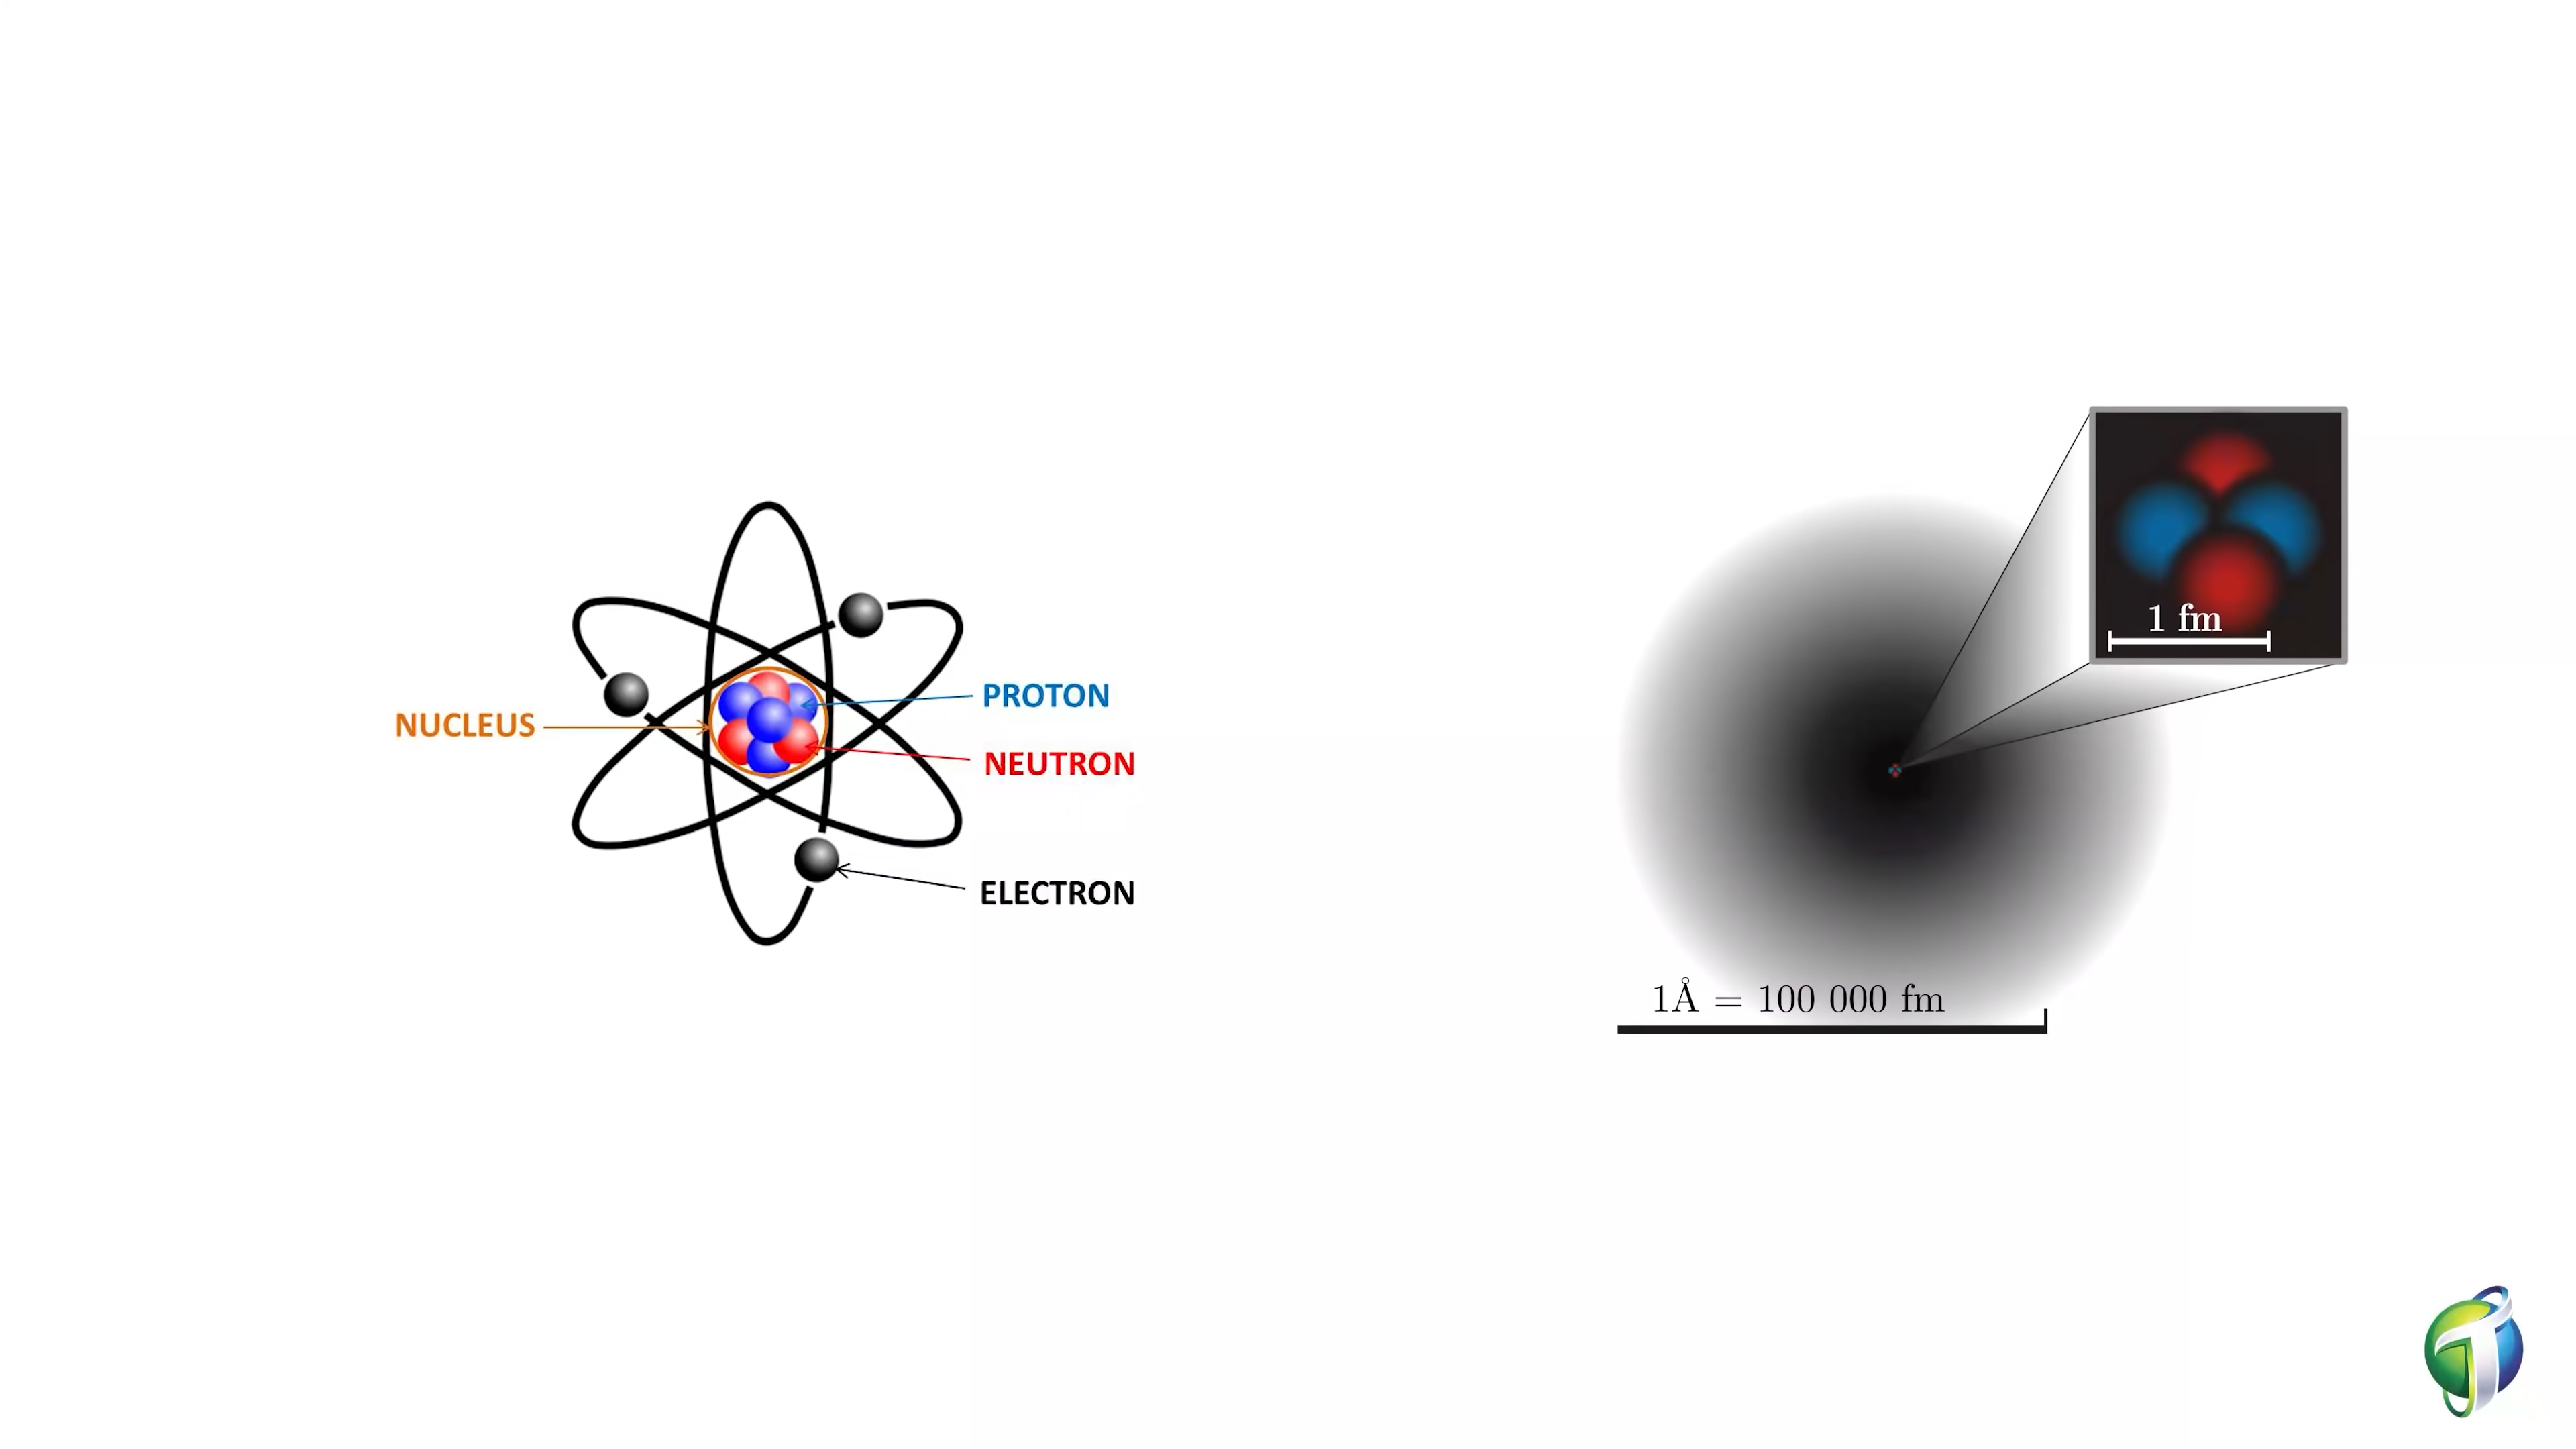 NUCLEUS
PROTON
NEUTRON
ELECTRON
1 fm
1Å = 100 000 fm